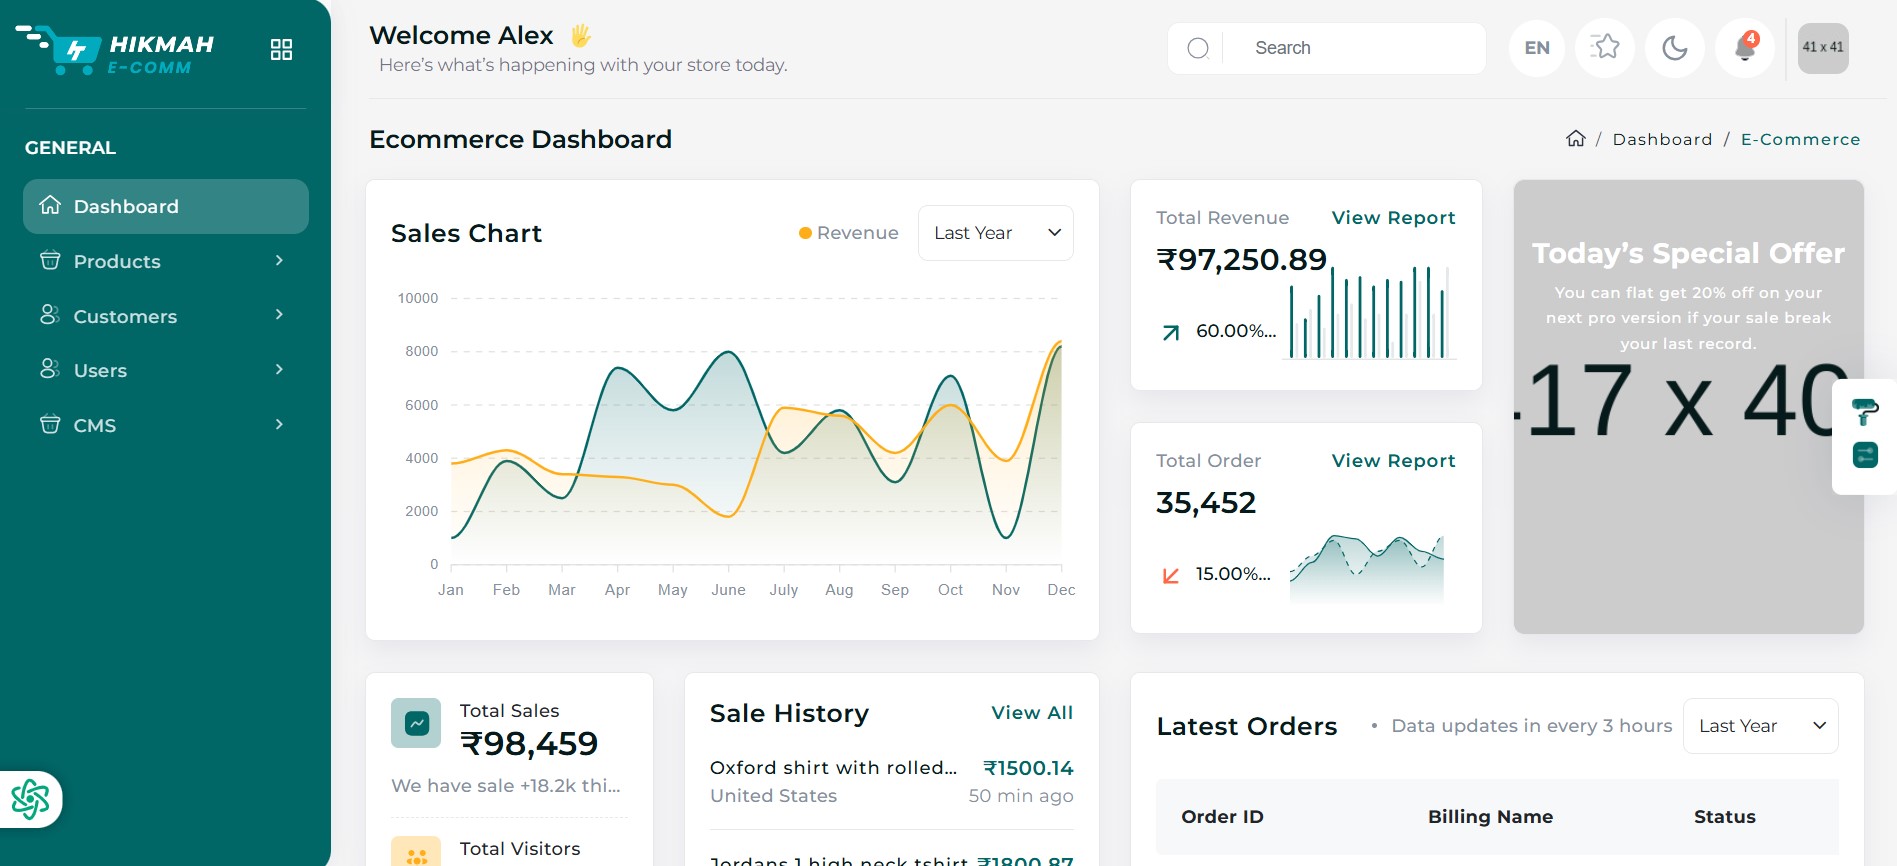 HIKMAH
E-COMM
GENERAL
Dashboard
Products
Customers
Users
CMS
Welcome Alex
Here's what's happening with your store today.
Search
EN
4
41 x 41
Ecommerce Dashboard
/ Dashboard / E-Commerce
Sales Chart
Revenue
Last Year
10000
8000
6000
4000
2000
0
Jan Feb Mar Apr May June July Aug Sep Oct Nov Dec
Total Revenue
View Report
₹97,250.89
60.00%...
Total Order
View Report
35,452
15.00%...
Today's Special Offer
You can flat get 20% off on your
next pro version if your sale break
your last record.
17 x 40
Total Sales
₹98,459
We have sale +18.2k thi...
Total Visitors
Sale History
View All
Oxford shirt with rolled... ₹1500.14
United States 50 min ago
Jordans 1 high neck tshirt ₹1800.87
Latest Orders
• Data updates in every 3 hours
Last Year
Order ID Billing Name Status